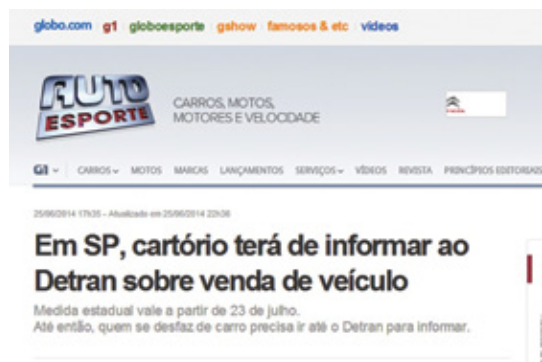 globo.com g1 globoesporte gshow famosos & etc vídeos
AUTO
ESPORTE
CARROS, MOTOS,
MOTORES E VELOCIDADE
G1 CARROS MOTOS MARCAS LANÇAMENTOS SERVIÇOS VÍDEOS REVISTA PRINCÍPIOS EDITORIAIS
25/06/2014 17h35 - Atualizado em 25/06/2014 22h36
Em SP, cartório terá de informar ao
Detran sobre venda de veículo
Medida estadual vale a partir de 23 de julho.
Até então, quem se desfaz de carro precisa ir até o Detran para informar.